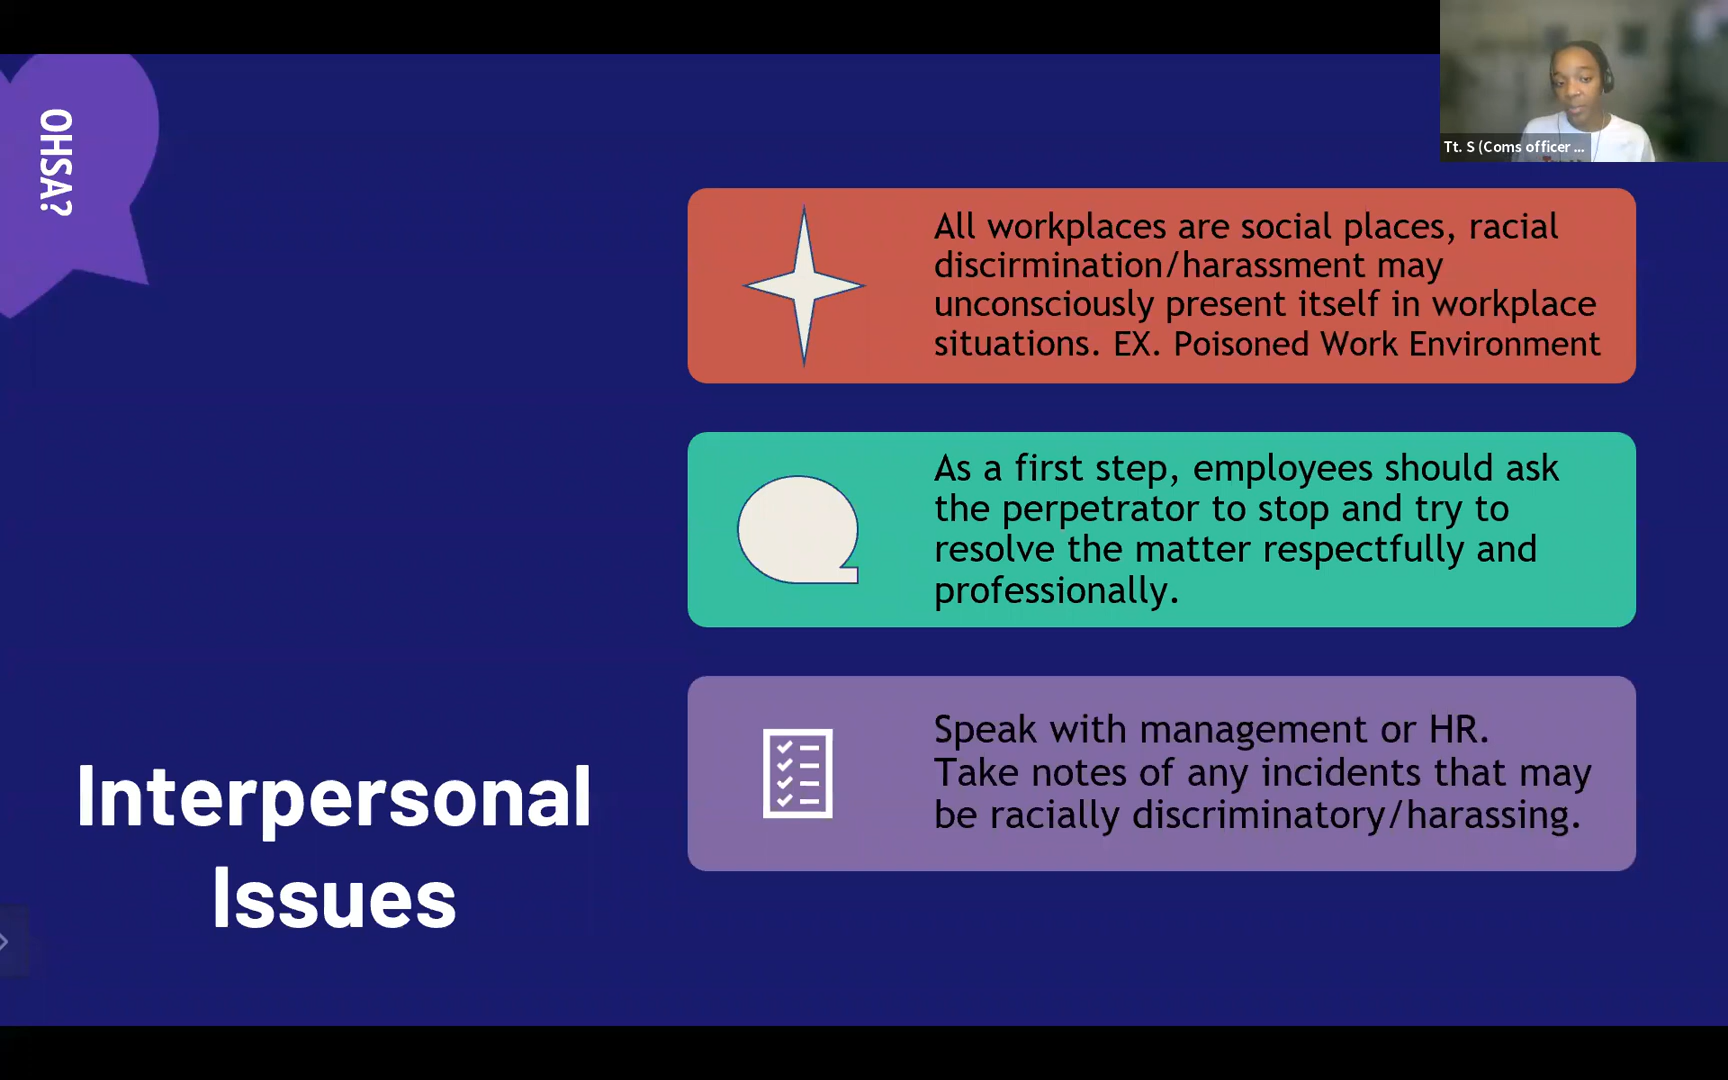 OHSA?
Tt. S (Coms officer ...
All workplaces are social places, racial
discirmination/harassment may
unconsciously present itself in workplace
situations. EX. Poisoned Work Environment
As a first step, employees should ask
the perpetrator to stop and try to
resolve the matter respectfully and
professionally.
Speak with management or HR.
Take notes of any incidents that may
be racially discriminatory/harassing.
Interpersonal
Issues